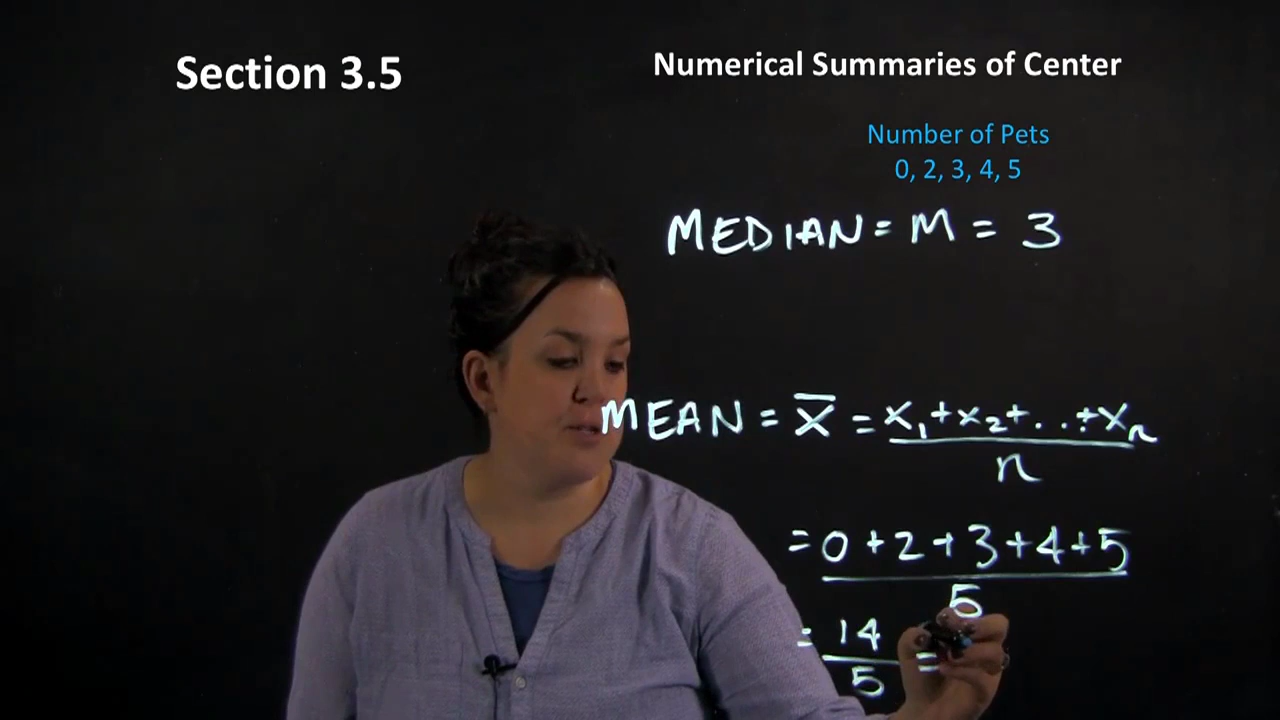 Section 3.5
Numerical Summaries of Center
Number of Pets
0, 2, 3, 4, 5
MEDIAN = M = 3
MEAN = x̄ = x₁+x₂+...+xₙ
n
= 0+2+3+4+5
5
= 14 =
5